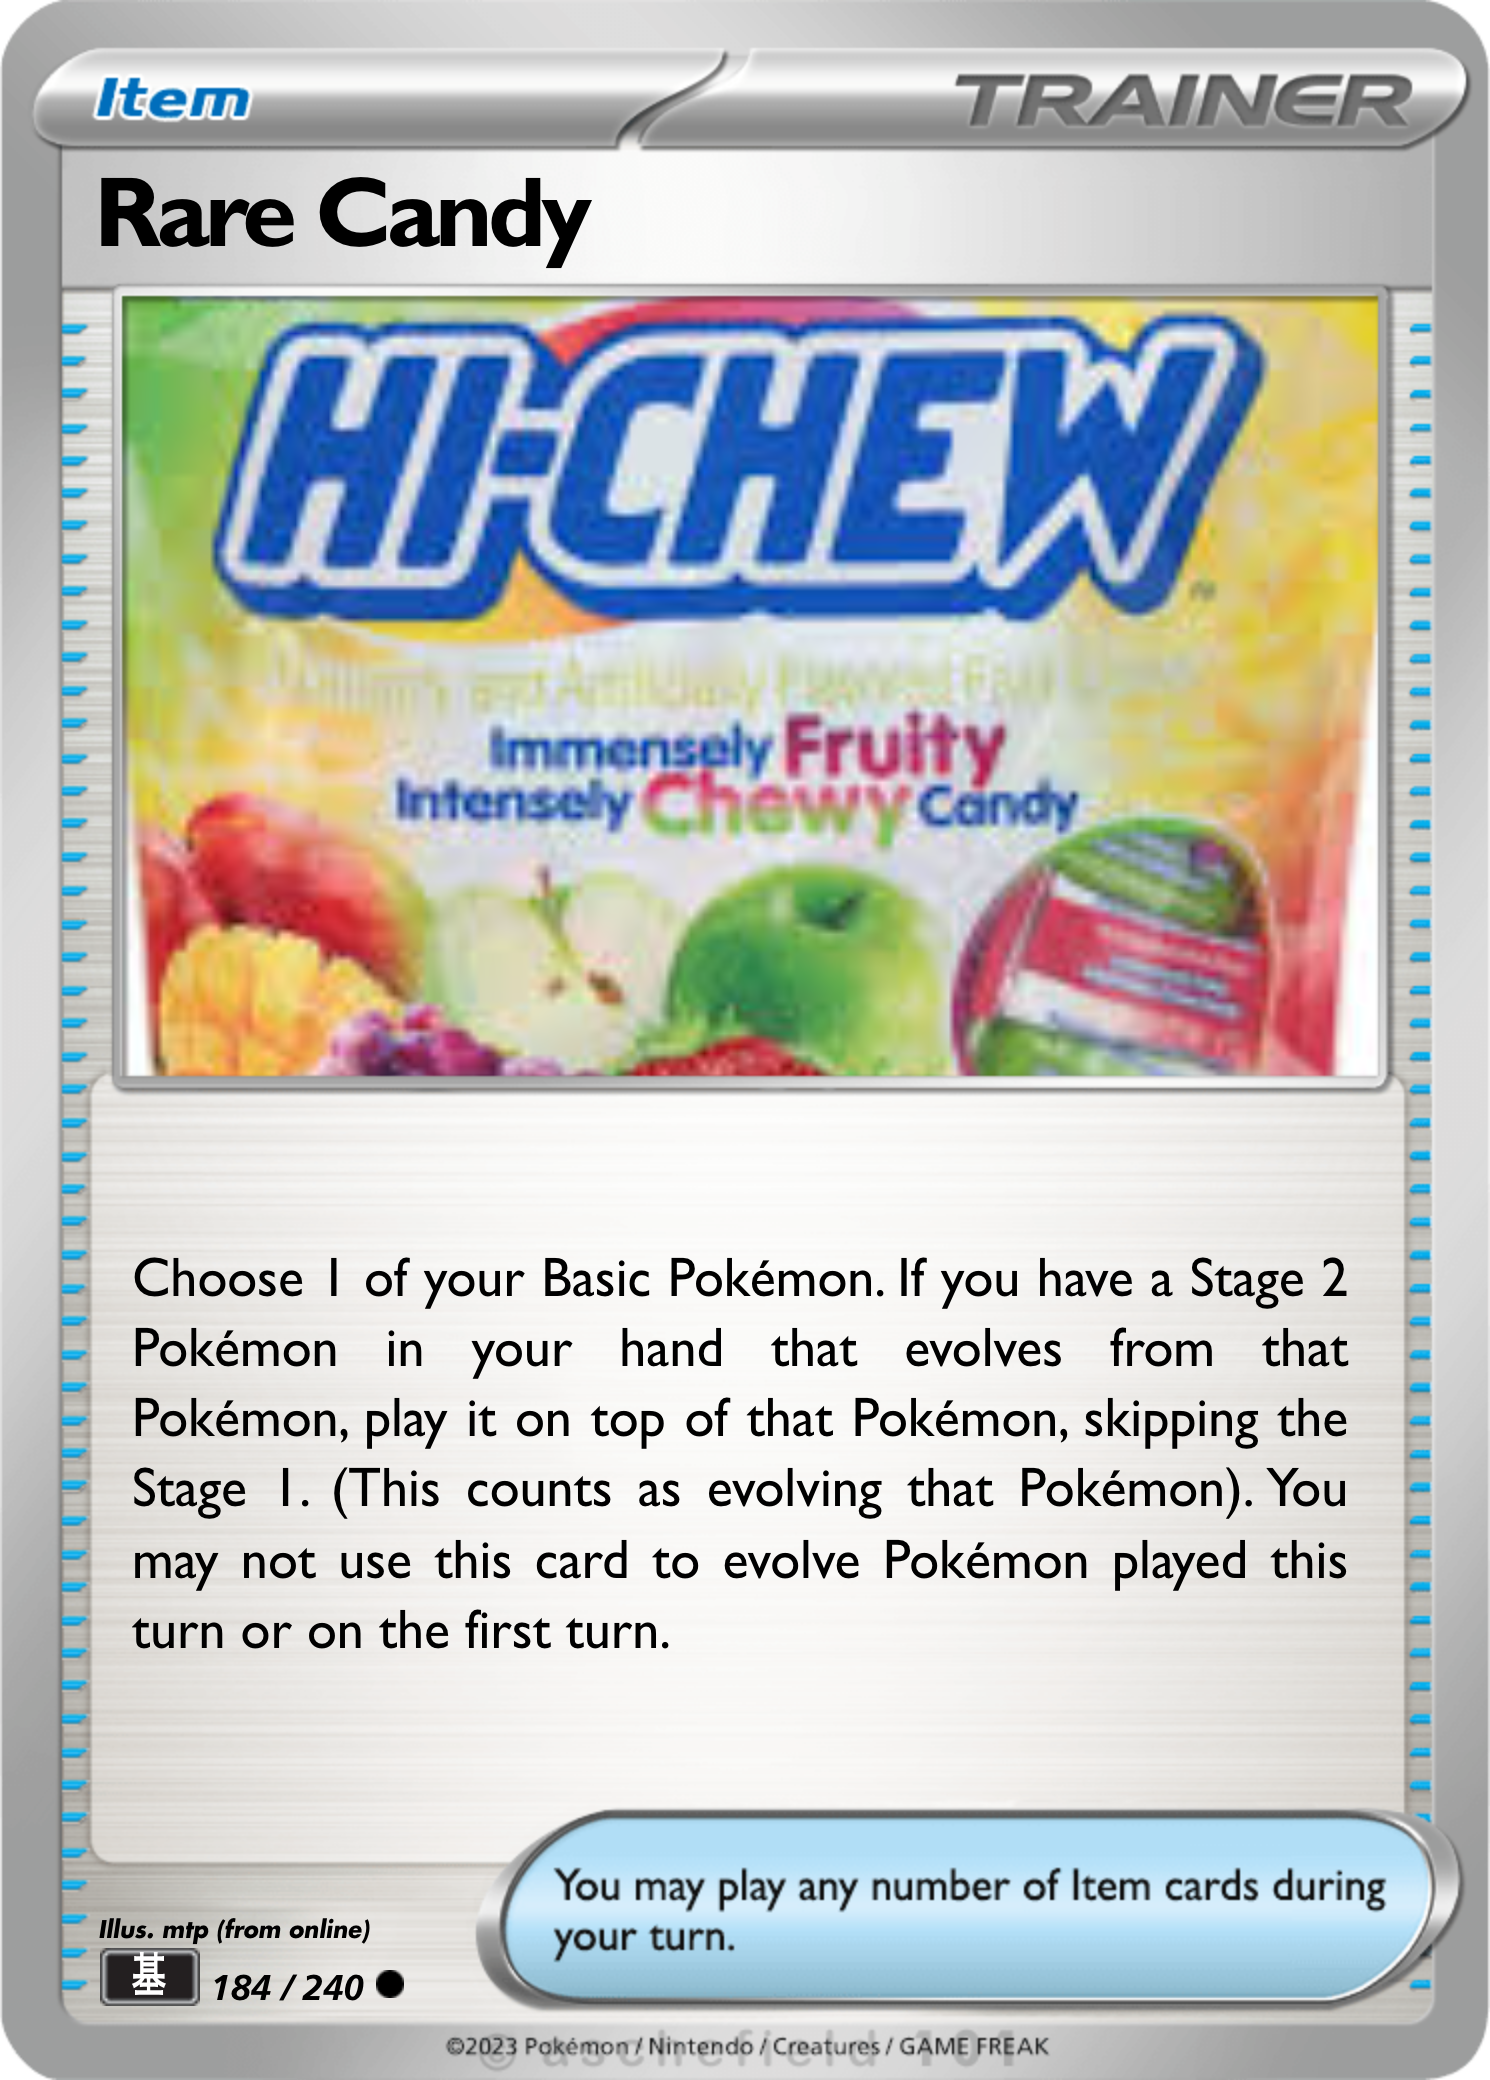 Item
TRAINER
Rare Candy
HI-CHEW
and Artificially Flavored Fruit
Immensely Fruity
Intensely Chewy Candy
Choose 1 of your Basic Pokémon. If you have a Stage 2
Pokémon in your hand that evolves from that
Pokémon, play it on top of that Pokémon, skipping the
Stage 1. (This counts as evolving that Pokémon). You
may not use this card to evolve Pokémon played this
turn or on the first turn.
You may play any number of Item cards during
your turn.
Illus. mtp (from online)
基 184 / 240
©2023 Pokémon / Nintendo / Creatures / GAME FREAK